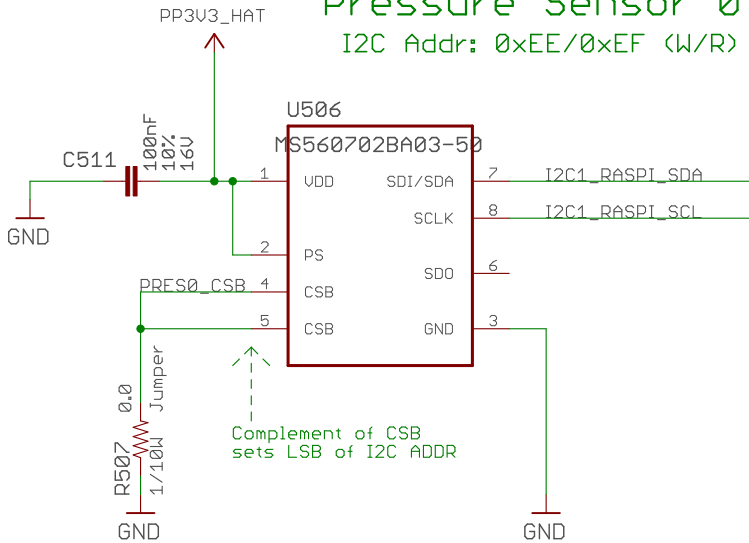 Pressure Sensor 0
I2C Addr: 0xEE/0xEF (W/R)
PP3V3_HAT
U506
MS560702BA03-50
C511
100nF
10%
16V
GND
1
VDD
2
PS
4
CSB
5
CSB
SDI/SDA
7
SCLK
8
SDO
6
GND
3
I2C1_RASPI_SDA
I2C1_RASPI_SCL
PRES0_CSB
0.0
Jumper
R507
1/10W
Complement of CSB
sets LSB of I2C ADDR
GND
GND